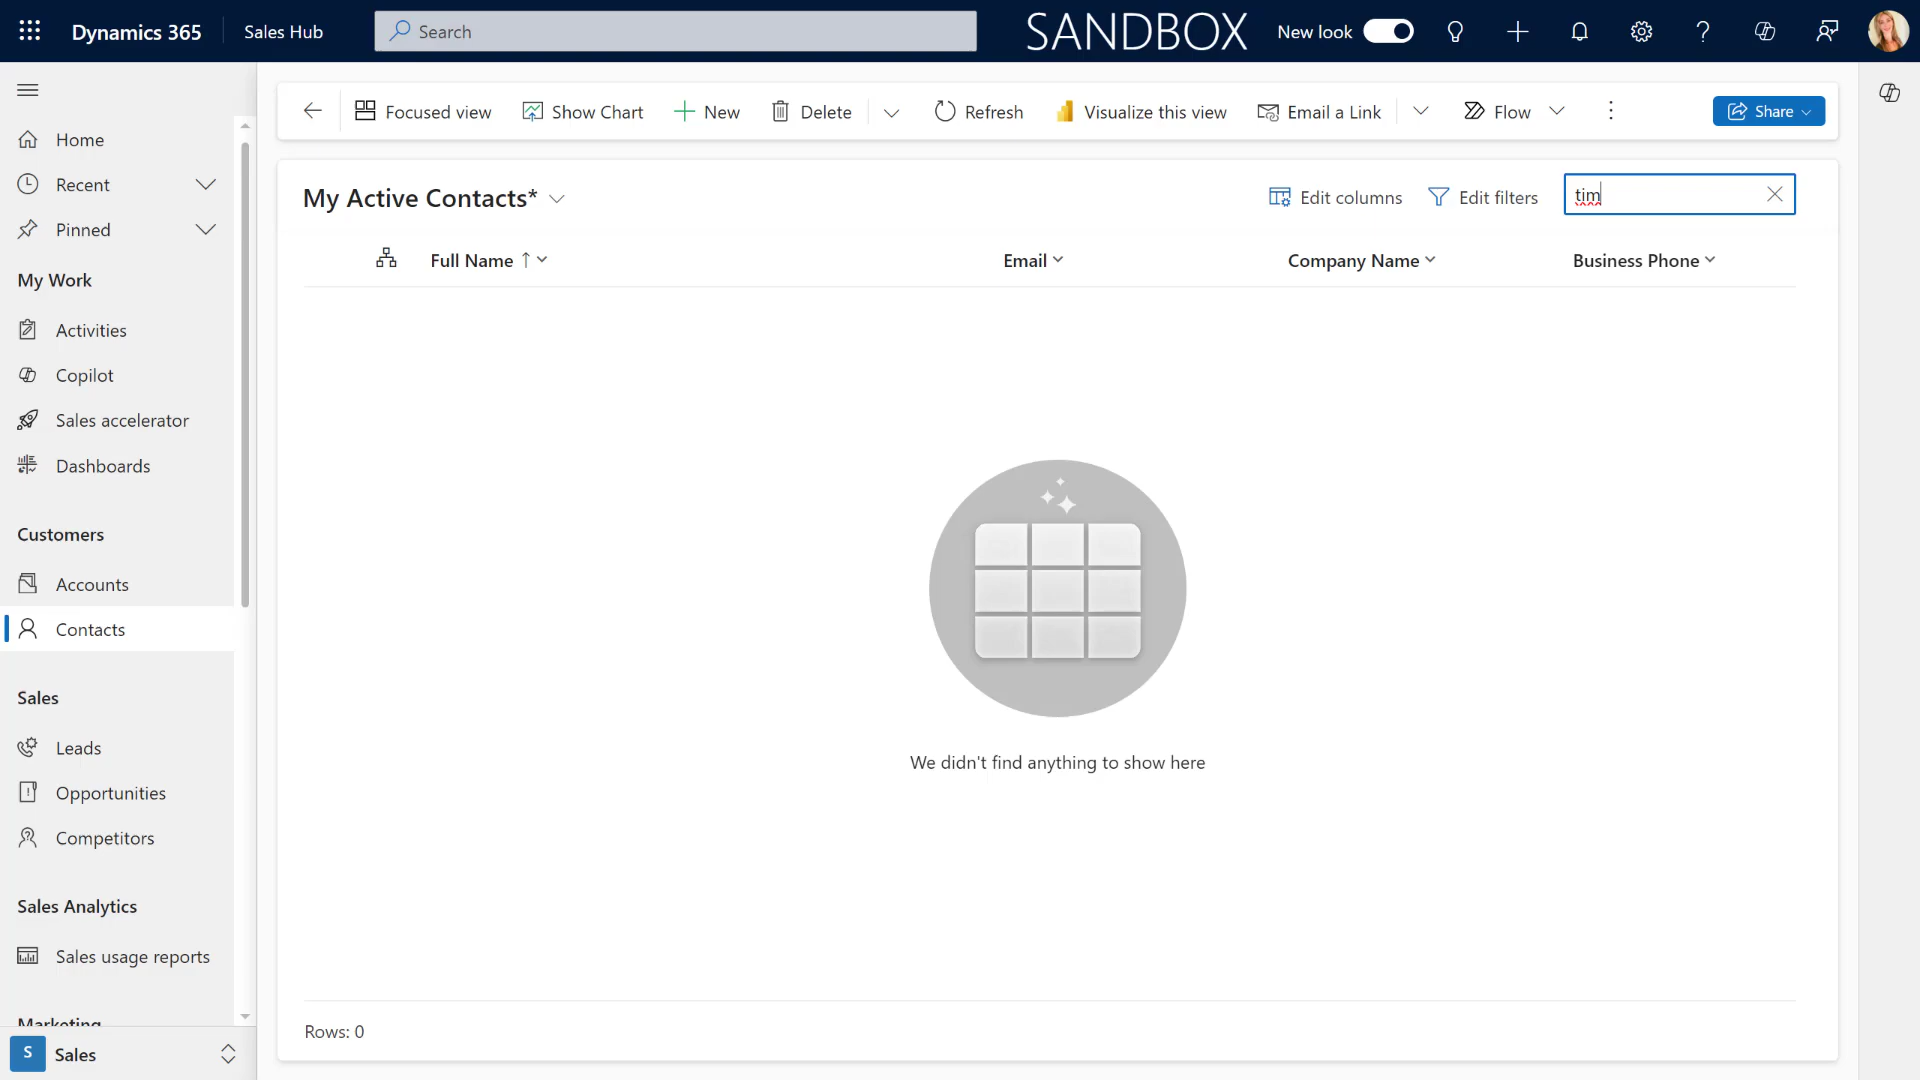 Dynamics 365
Sales Hub
Search
SANDBOX
New look
Home
Recent
Pinned
My Work
Activities
Copilot
Sales accelerator
Dashboards
Customers
Accounts
Contacts
Sales
Leads
Opportunities
Competitors
Sales Analytics
Sales usage reports
Marketing
S Sales
Focused view
Show Chart
New
Delete
Refresh
Visualize this view
Email a Link
Flow
Share
My Active Contacts*
Edit columns
Edit filters
tim
Full Name
Email
Company Name
Business Phone
We didn't find anything to show here
Rows: 0